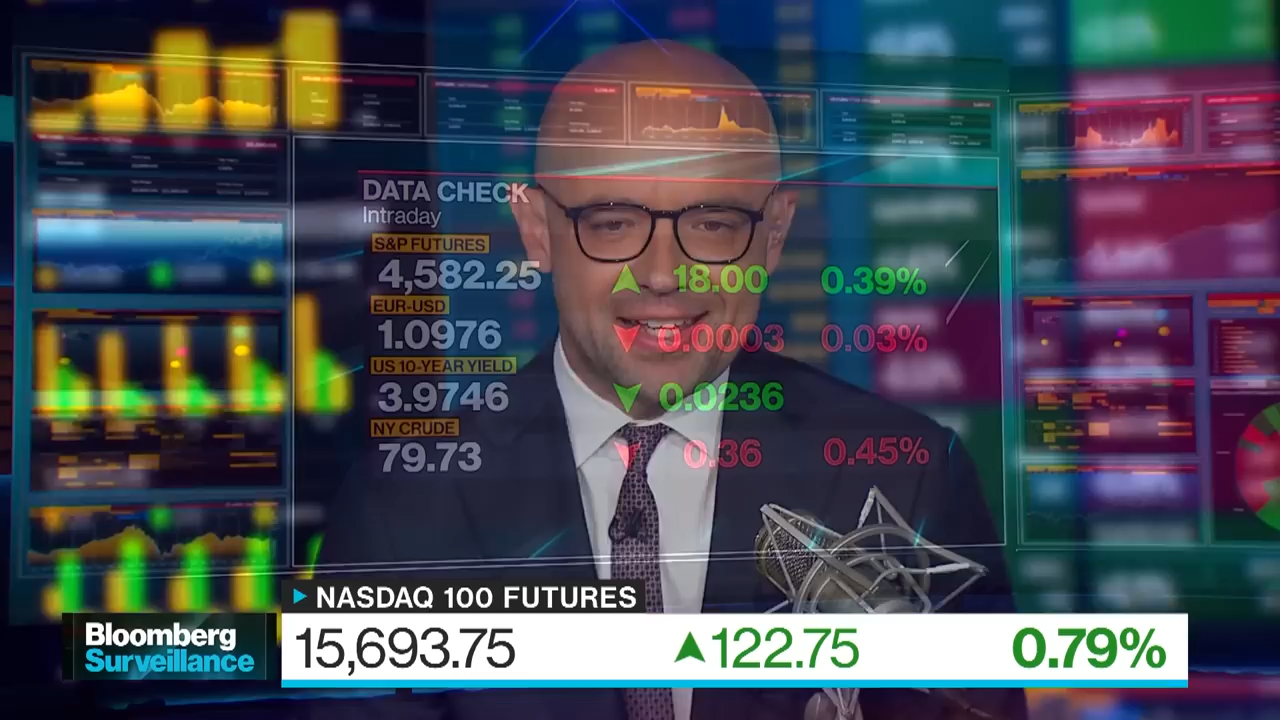 DATA CHECK
Intraday
S&P FUTURES
4,582.25 ▲ 18.00 0.39%
EUR-USD
1.0976 ▼ 0.0003 0.03%
US 10-YEAR YIELD
3.9746 ▼ 0.0236
NY CRUDE
79.73 ▼ 0.36 0.45%
NASDAQ 100 FUTURES
15,693.75 ▲122.75 0.79%
Bloomberg
Surveillance